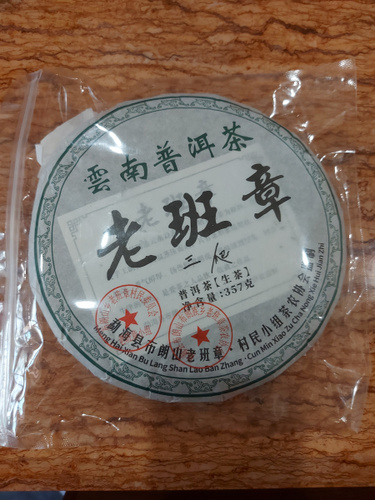 雲南普洱茶
老班章
普洱茶[生茶]
净含量:357克
勐海县布朗山老班章 村民小组茶农协会
Meng Hai Xian Bu Lang Shan Lao Ban Zhang · Cun Min Xiao Zu Cha Nong Xie Hui Jian Zhi